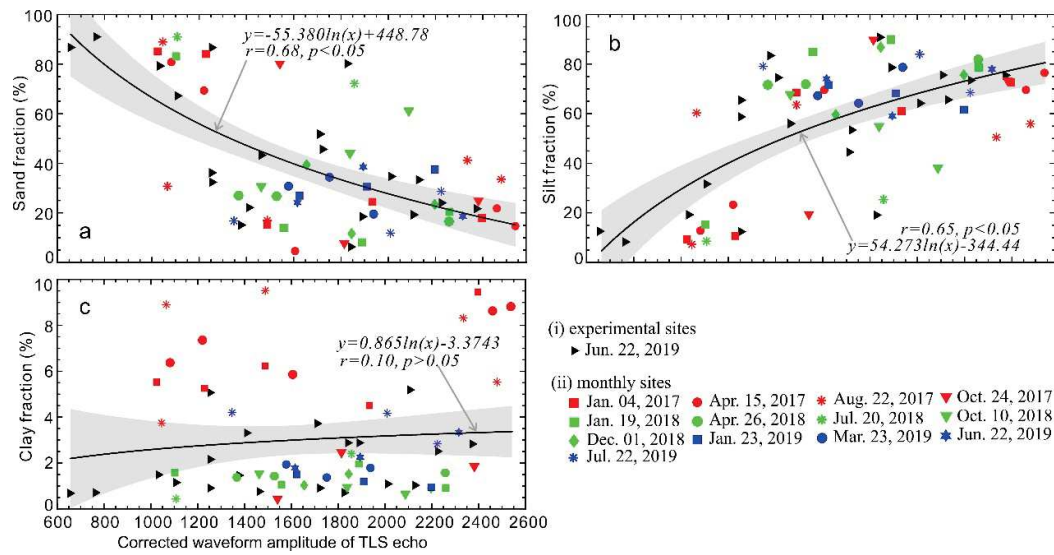 a
y=-55.380ln(x)+448.78
r=0.68, p<0.05
Sand fraction (%)
100
80
60
40
20
0
b
r=0.65, p<0.05
y=54.273ln(x)-344.44
Silt fraction (%)
100
80
60
40
20
0
c
y=0.865ln(x)-3.3743
r=0.10, p>0.05
Clay fraction (%)
10
8
6
4
2
0
600 800 1000 1200 1400 1600 1800 2000 2200 2400 2600
Corrected waveform amplitude of TLS echo
(i) experimental sites
Jun. 22, 2019
(ii) monthly sites
Jan. 04, 2017 Apr. 15, 2017 Aug. 22, 2017 Oct. 24, 2017
Jan. 19, 2018 Apr. 26, 2018 Jul. 20, 2018 Oct. 10, 2018
Dec. 01, 2018 Jan. 23, 2019 Mar. 23, 2019 Jun. 22, 2019
Jul. 22, 2019